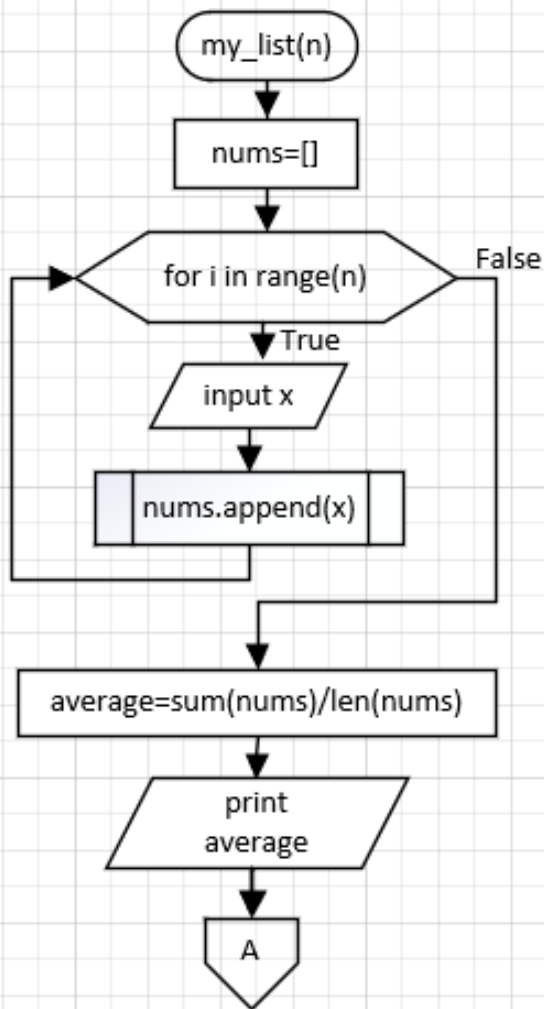 my_list(n)
nums=[]
for i in range(n)
False
True
input x
nums.append(x)
average=sum(nums)/len(nums)
print
average
A